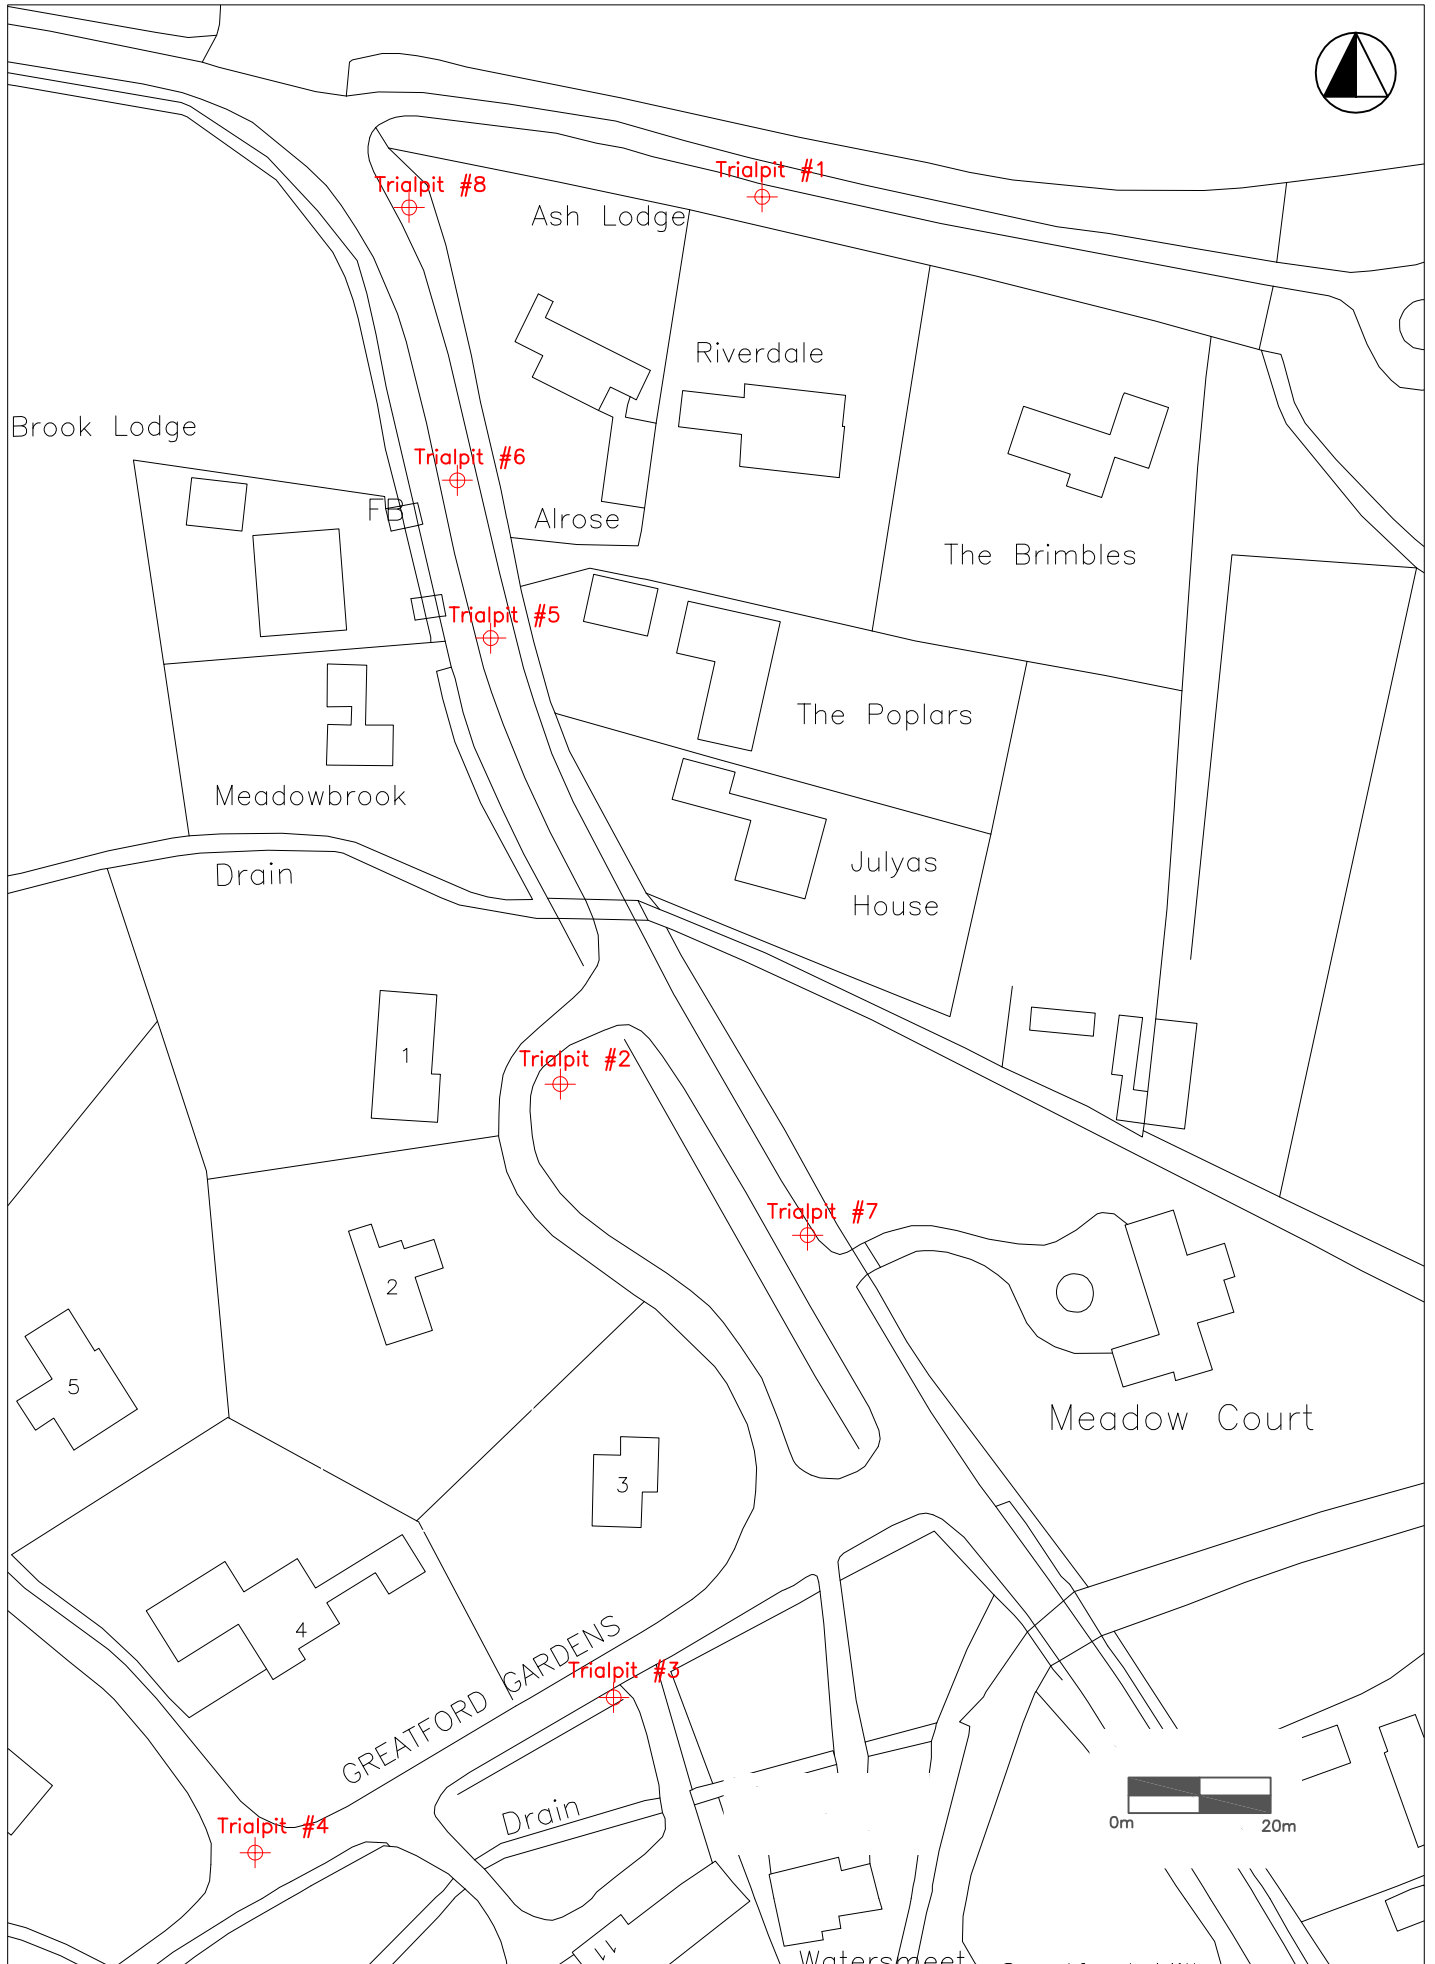 Trialpit #1
Trialpit #8
Ash Lodge
Riverdale
Brook Lodge
Trialpit #6
FB
Alrose
The Brimbles
Trialpit #5
The Poplars
Meadowbrook
Julyas
House
Drain
1
Trialpit #2
Trialpit #7
2
5
Meadow Court
3
4
GREATFORD GARDENS
Trialpit #3
Drain
0m
20m
Trialpit #4
11
Watersmeet